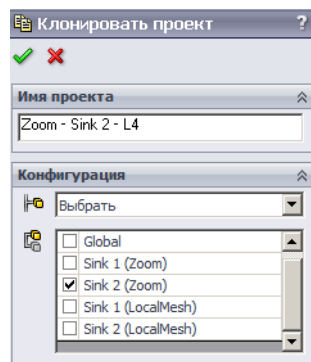 Клонировать проект ?
Имя проекта
Zoom - Sink 2 - L4
Конфигурация
Выбрать
Global
Sink 1 (Zoom)
Sink 2 (Zoom)
Sink 1 (LocalMesh)
Sink 2 (LocalMesh)